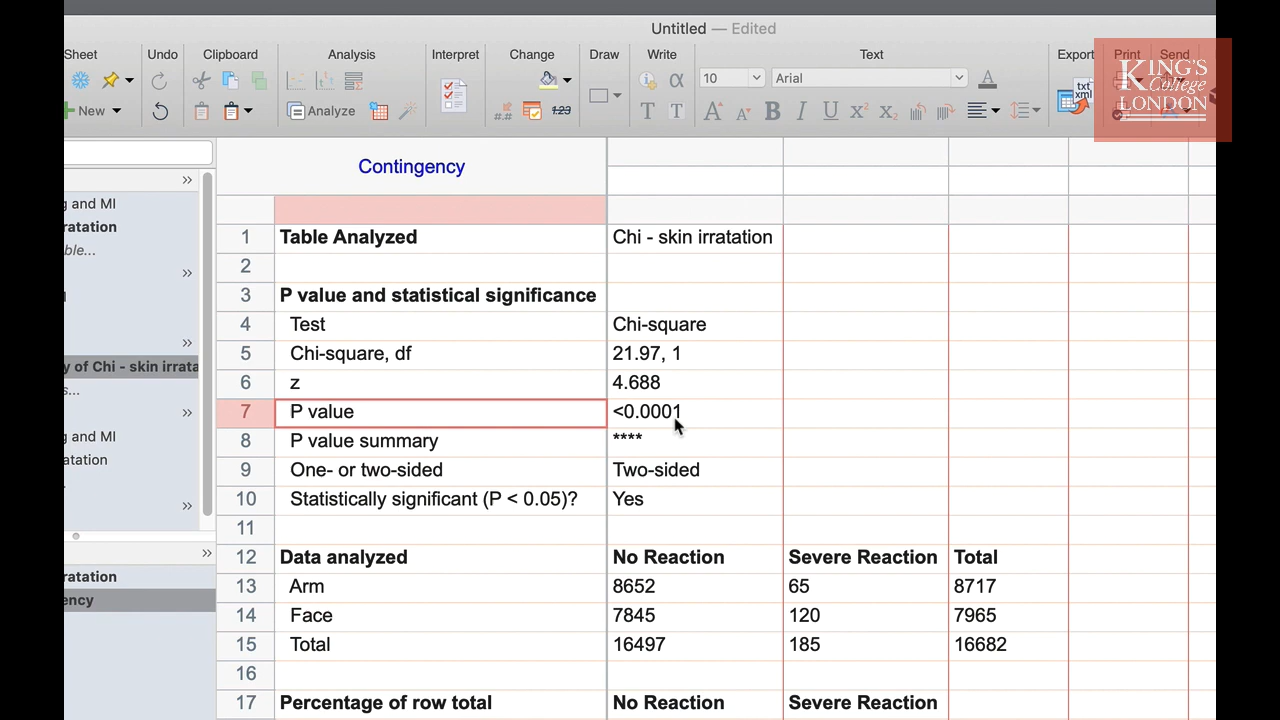 Untitled — Edited
Sheet Undo Clipboard Analysis Interpret Change Draw Write Text Export Print Send
10 Arial
New Analyze 123 txt xml
KING'S
College
LONDON
Contingency
g and MI
rratation
ble...
y of Chi - skin irrata
s...
g and MI
atation
ratation
ency
1 Table Analyzed Chi - skin irratation
2
3 P value and statistical significance
4 Test Chi-square
5 Chi-square, df 21.97, 1
6 z 4.688
7 P value <0.0001
8 P value summary ****
9 One- or two-sided Two-sided
10 Statistically significant (P < 0.05)? Yes
11
12 Data analyzed No Reaction Severe Reaction Total
13 Arm 8652 65 8717
14 Face 7845 120 7965
15 Total 16497 185 16682
16
17 Percentage of row total No Reaction Severe Reaction